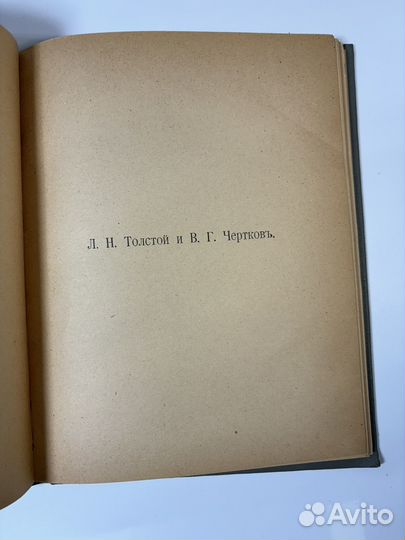 Л. Н. Толстой и В. Г. Чертковъ.
Avito